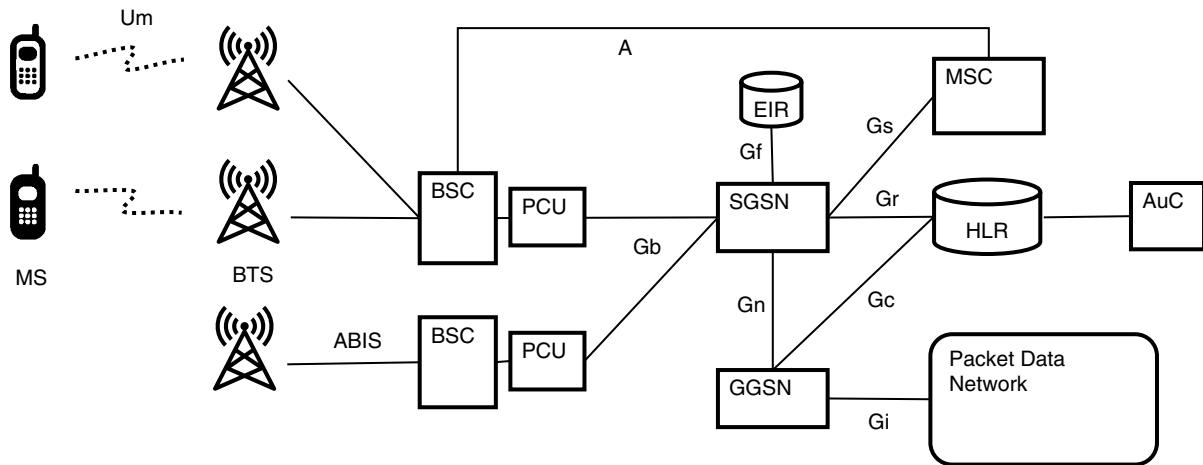 Um
A
MSC
EIR
Gs
Gf
BSC
PCU
SGSN
Gr
HLR
AuC
Gb
MS
BTS
Gn
Gc
ABIS
BSC
PCU
GGSN
Gi
Packet Data
Network